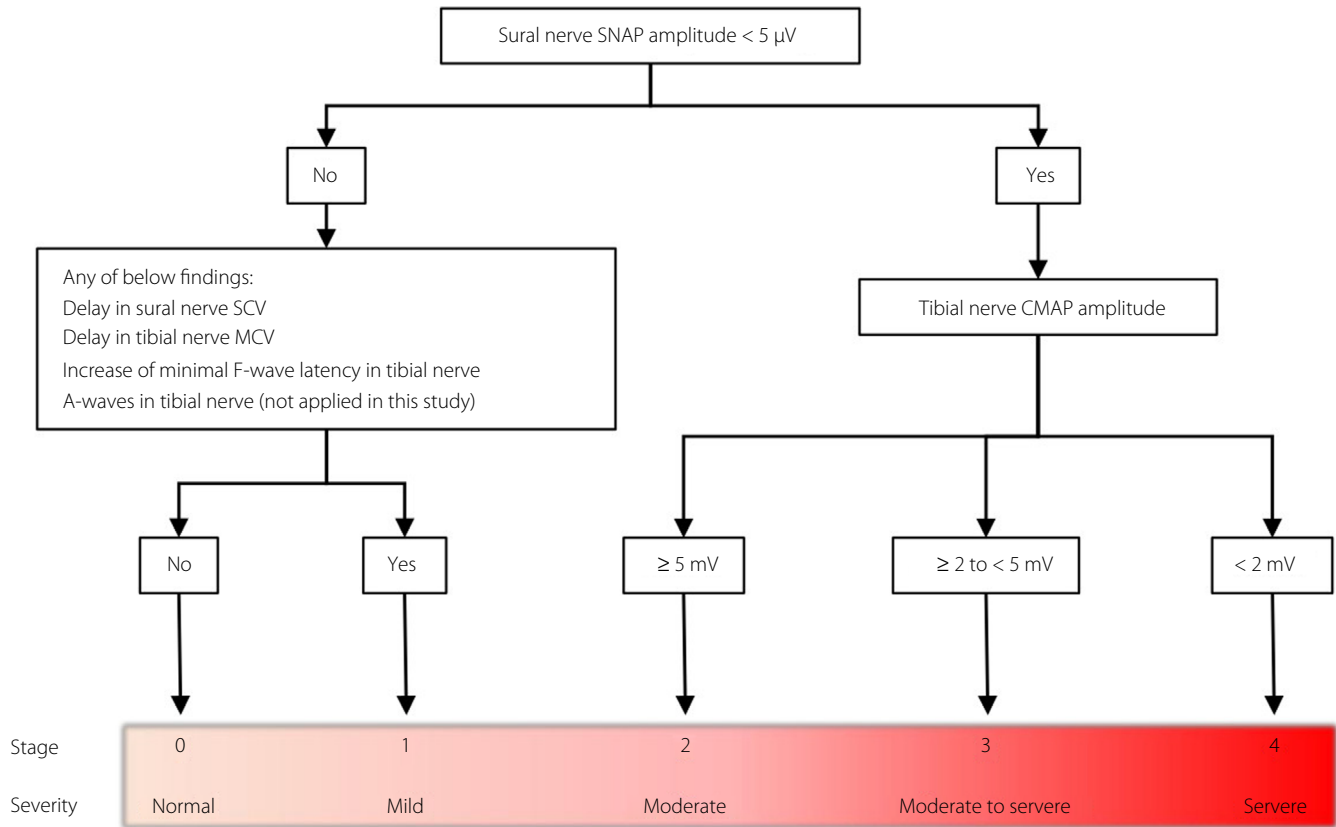 Sural nerve SNAP amplitude < 5 μV
No
Yes
Any of below findings:
Delay in sural nerve SCV
Delay in tibial nerve MCV
Increase of minimal F-wave latency in tibial nerve
A-waves in tibial nerve (not applied in this study)
Tibial nerve CMAP amplitude
No
Yes
≥ 5 mV
≥ 2 to < 5 mV
< 2 mV
Stage 0 1 2 3 4
Severity Normal Mild Moderate Moderate to servere Servere